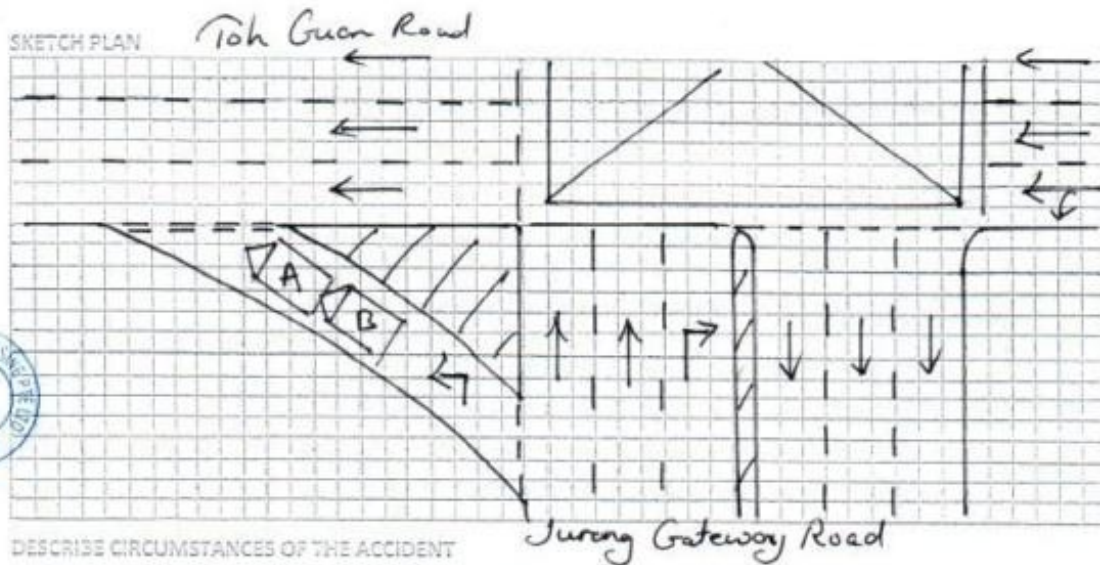 SKETCH PLAN
Toh Guan Road
A
B
Jurong Gateway Road
DESCRIBE CIRCUMSTANCES OF THE ACCIDENT